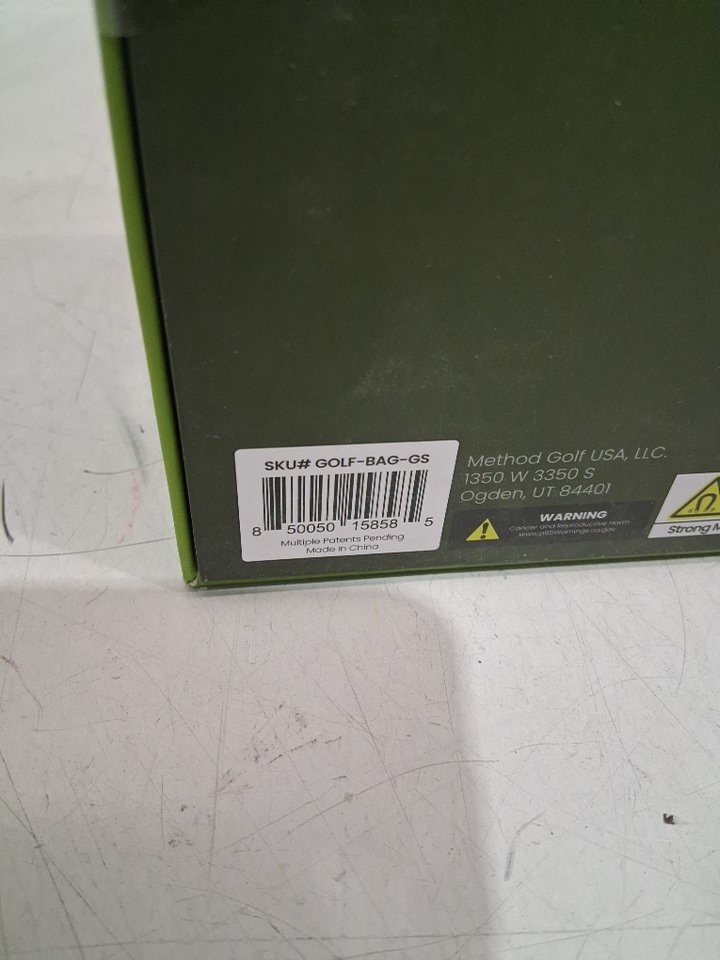 SKU# GOLF-BAG-GS
8 50050 15858 5
Multiple Patents Pending
Made in China
Method Golf USA, LLC.
1350 W 3350 S
Ogden, UT 84401
WARNING
Cancer and Reproductive Harm
www.p65warnings.ca.gov
Strong